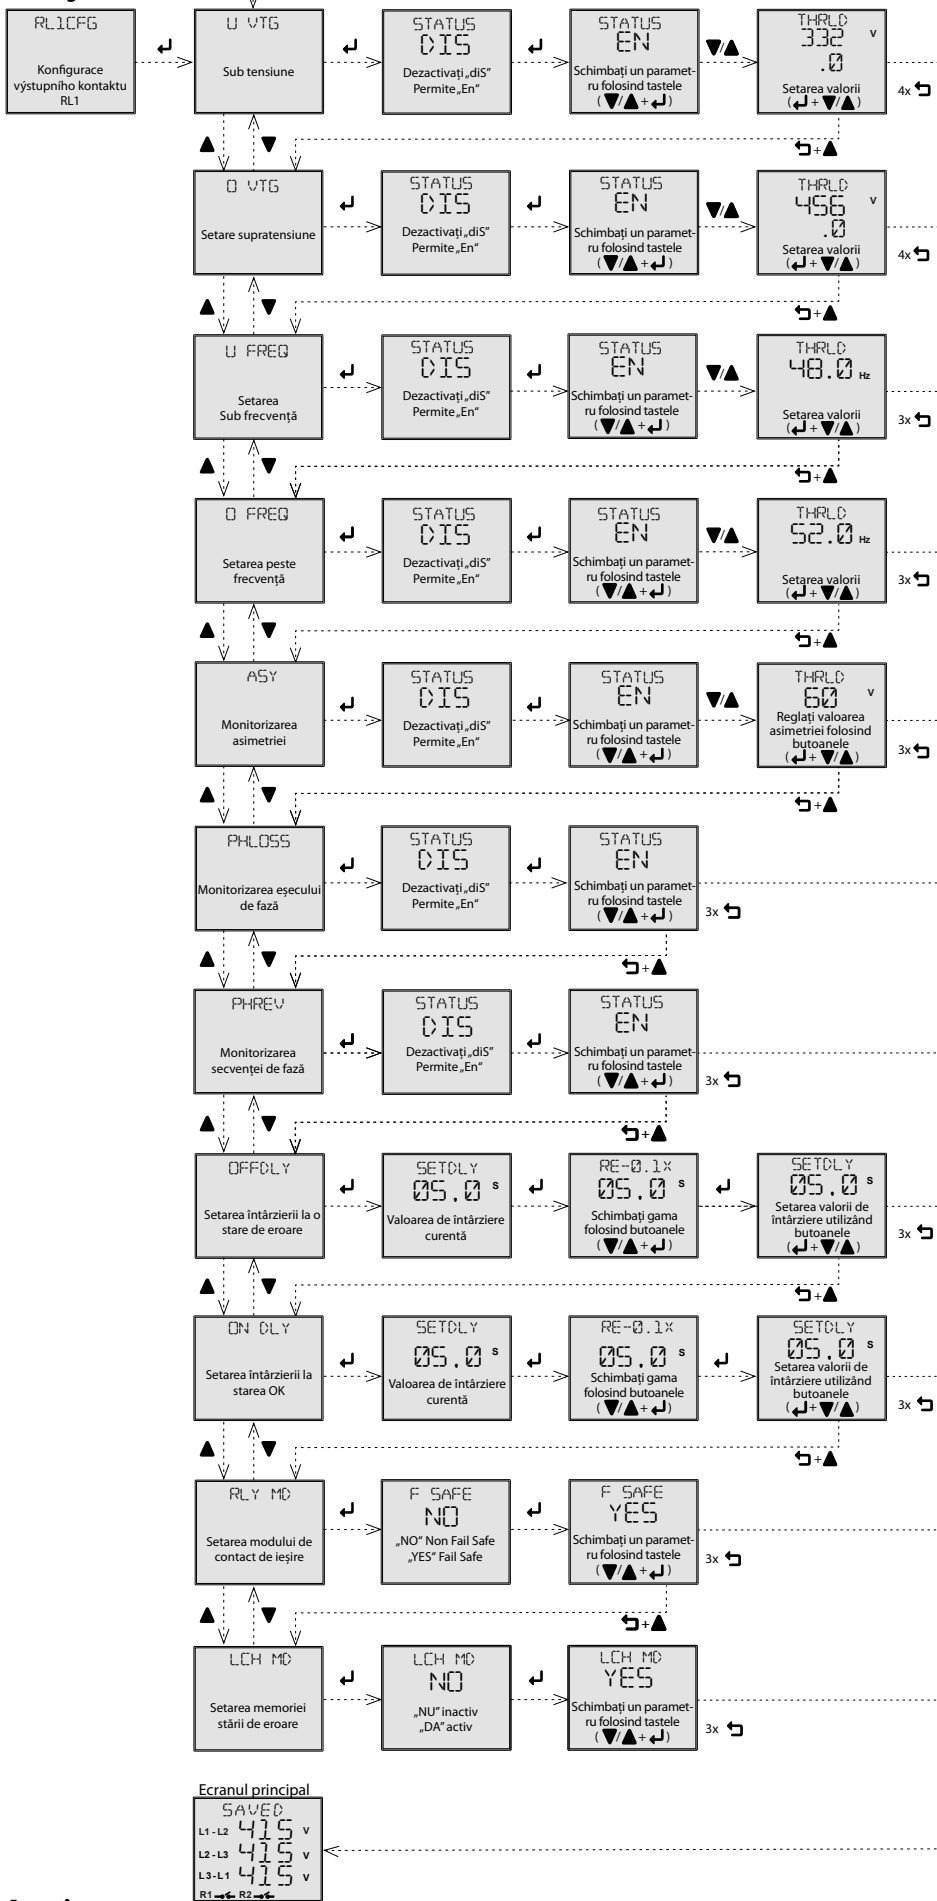 RL1CFG
Konfigurace
výstupního kontaktu
RL1
U VTG
Sub tensiune
STATUS
DIS
Dezactivați „diS”
Permite „En”
STATUS
EN
Schimbați un paramet-
ru folosind tastele
(▼/▲ + ↵)
▼/▲
THRLD
332 V
.0
Setarea valorii
(↵ + ▼/▲)
4x
+▲
O VTG
Setare supratensiune
STATUS
DIS
Dezactivați „diS”
Permite „En”
STATUS
EN
Schimbați un paramet-
ru folosind tastele
(▼/▲ + ↵)
▼/▲
THRLD
456 V
.0
Setarea valorii
(↵ + ▼/▲)
4x
+▲
U FREQ
Setarea
Sub frecvență
STATUS
DIS
Dezactivați „diS”
Permite „En”
STATUS
EN
Schimbați un paramet-
ru folosind tastele
(▼/▲ + ↵)
▼/▲
THRLD
48.0 Hz
Setarea valorii
(↵ + ▼/▲)
3x
+▲
O FREQ
Setarea peste
frecvență
STATUS
DIS
Dezactivați „diS”
Permite „En”
STATUS
EN
Schimbați un paramet-
ru folosind tastele
(▼/▲ + ↵)
▼/▲
THRLD
52.0 Hz
Setarea valorii
(↵ + ▼/▲)
3x
+▲
ASY
Monitorizarea
asimetriei
STATUS
DIS
Dezactivați „diS”
Permite „En”
STATUS
EN
Schimbați un paramet-
ru folosind tastele
(▼/▲ + ↵)
▼/▲
THRLD
60 V
Reglați valoarea
asimetriei folosind
butoanele
(↵ + ▼/▲)
3x
+▲
PHLOSS
Monitorizarea eșecului
de fază
STATUS
DIS
Dezactivați „diS”
Permite „En”
STATUS
EN
Schimbați un paramet-
ru folosind tastele
(▼/▲ + ↵)
3x
+▲
PHREV
Monitorizarea
secvenței de fază
STATUS
DIS
Dezactivați „diS”
Permite „En”
STATUS
EN
Schimbați un paramet-
ru folosind tastele
(▼/▲ + ↵)
3x
+▲
OFFDLY
Setarea întârzierii la o
stare de eroare
SETDLY
05.0 s
Valoarea de întârziere
curentă
RE-0.1X
05.0 s
Schimbați gama
folosind butoanele
(▼/▲ + ↵)
SETDLY
05.0 s
Setarea valorii de
întârziere utilizând
butoanele
(↵ + ▼/▲)
3x
+▲
ON DLY
Setarea întârzierii la
starea OK
SETDLY
05.0 s
Valoarea de întârziere
curentă
RE-0.1X
05.0 s
Schimbați gama
folosind butoanele
(▼/▲ + ↵)
SETDLY
05.0 s
Setarea valorii de
întârziere utilizând
butoanele
(↵ + ▼/▲)
3x
+▲
RLY MD
Setarea modului de
contact de ieșire
F SAFE
NO
„NO” Non Fail Safe
„YES” Fail Safe
F SAFE
YES
Schimbați un paramet-
ru folosind tastele
(▼/▲ + ↵)
3x
+▲
LCH MD
Setarea memoriei
stării de eroare
LCH MD
NO
„NU” inactiv
„DA” activ
LCH MD
YES
Schimbați un paramet-
ru folosind tastele
(▼/▲ + ↵)
3x
Ecranul principal
SAVED
L1-L2 415 V
L2-L3 415 V
L3-L1 415 V
R1 R2